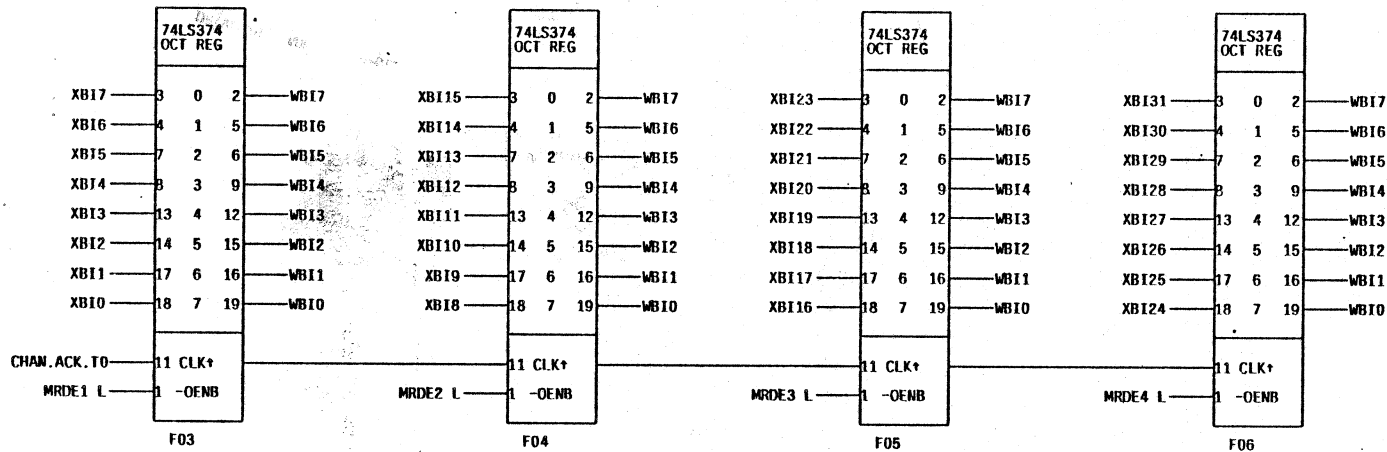 74LS374 74LS374 74LS374 74LS374
OCT REG OCT REG OCT REG OCT REG
XBI7 3 0 2 WBI7 XBI15 3 0 2 WBI7 XBI23 3 0 2 WBI7 XBI31 3 0 2 WBI7
XBI6 4 1 5 WBI6 XBI14 4 1 5 WBI6 XBI22 4 1 5 WBI6 XBI30 4 1 5 WBI6
XBI5 7 2 6 WBI5 XBI13 7 2 6 WBI5 XBI21 7 2 6 WBI5 XBI29 7 2 6 WBI5
XBI4 8 3 9 WBI4 XBI12 8 3 9 WBI4 XBI20 8 3 9 WBI4 XBI28 8 3 9 WBI4
XBI3 13 4 12 WBI3 XBI11 13 4 12 WBI3 XBI19 13 4 12 WBI3 XBI27 13 4 12 WBI3
XBI2 14 5 15 WBI2 XBI10 14 5 15 WBI2 XBI18 14 5 15 WBI2 XBI26 14 5 15 WBI2
XBI1 17 6 16 WBI1 XBI9 17 6 16 WBI1 XBI17 17 6 16 WBI1 XBI25 17 6 16 WBI1
XBI0 18 7 19 WBI0 XBI8 18 7 19 WBI0 XBI16 18 7 19 WBI0 XBI24 18 7 19 WBI0
CHAN.ACK.T0 11 CLK↑ 11 CLK↑ 11 CLK↑ 11 CLK↑
MRDE1 L 1 -OENB MRDE2 L 1 -OENB MRDE3 L 1 -OENB MRDE4 L 1 -OENB
F03 F04 F05 F06